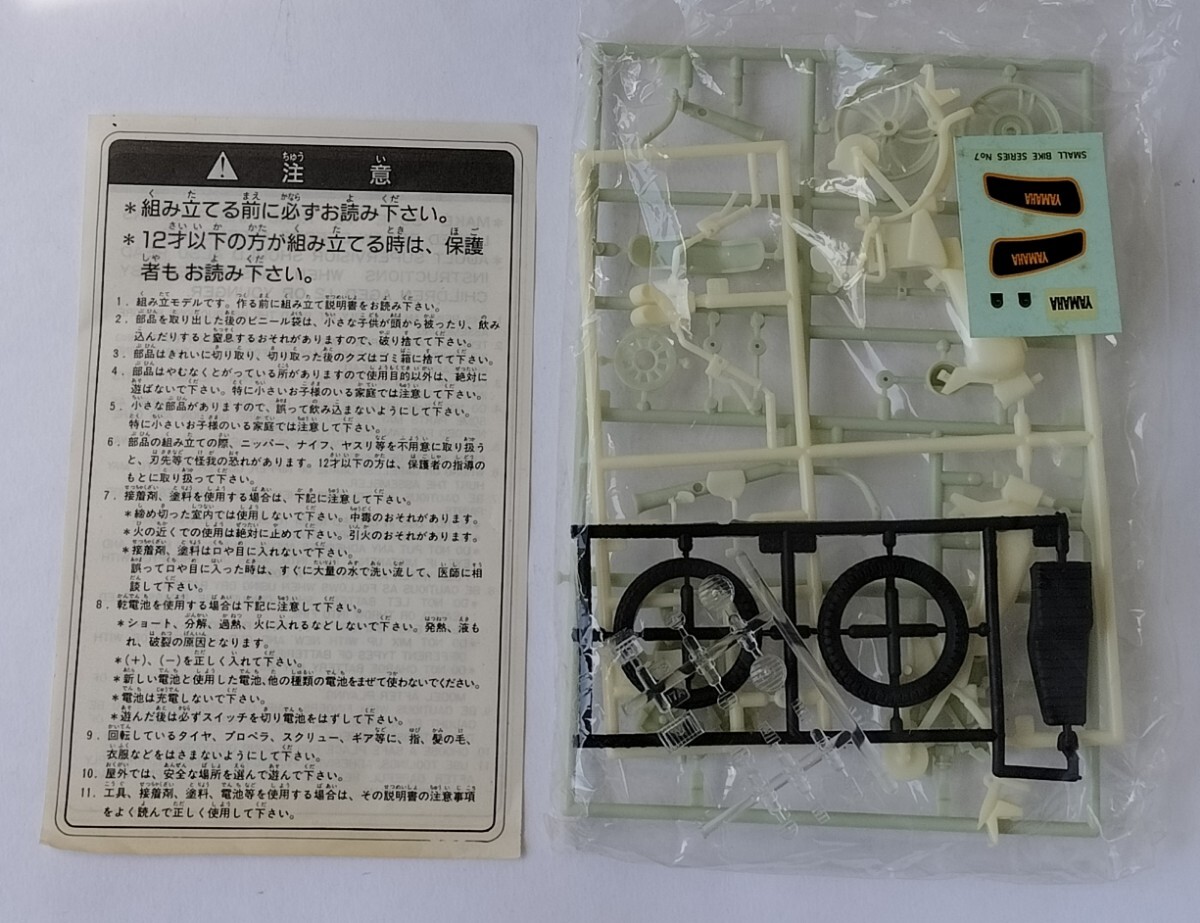 注意
*組み立てる前に必ずお読み下さい。
*12才以下の方が組み立てる時は、保護
者もお読み下さい。
1. 組み立モデルです。作る前に組み立て説明書をお読み下さい。
2. 部品を取り出した後のビニール袋は、小さな子供が頭から被ったり、飲み
込んだりすると窒息するおそれがありますので、破り捨てて下さい。
3. 部品はきれいに切り取り、切り取った後のクズはゴミ箱に捨てて下さい。
4. 部品はやむなくとがっている所がありますので使用目的以外は、絶対に
遊ばないで下さい。特に小さいお子様のいる家庭では注意して下さい。
5. 小さな部品がありますので、誤って飲み込まないようにして下さい。
特に小さいお子様のいる家庭では注意して下さい。
6. 部品の組み立ての際、ニッパー、ナイフ、ヤスリ等を不用意に取り扱う
と、刃先等で怪我の恐れがあります。12才以下の方は、保護者の指導の
もとに取り扱って下さい。
7. 接着剤、塗料を使用する場合は、下記に注意して下さい。
*締め切った室内では使用しないで下さい。中毒のおそれがあります。
*火の近くでの使用は絶対に止めて下さい。引火のおそれがあります。
*接着剤、塗料は口や目に入れないで下さい。
誤って口や目に入った時は、すぐに大量の水で洗い流して、医師に相
談して下さい。
8. 乾電池を使用する場合は下記に注意して下さい。
*ショート、分解、過熱、火に入れるなどしないで下さい。発熱、液も
れ、破裂の原因となります。
*(+)、(−)を正しく入れて下さい。
*新しい電池と使用した電池、他の種類の電池をまぜて使わないでください。
*電池は充電しないで下さい。
*遊んだ後は必ずスイッチを切り電池をはずして下さい。
9. 回転しているタイヤ、プロペラ、スクリュー、ギア等に、指、髪の毛、
衣服などをはさまないようにして下さい。
10. 屋外では、安全な場所を選んで遊んで下さい。
11. 工具、接着剤、塗料、電池等を使用する場合は、その説明書の注意事項
をよく読んで正しく使用して下さい。
SMALL BIKE SERIES No7
YAMAHA
YAMAHA
YAMAHA